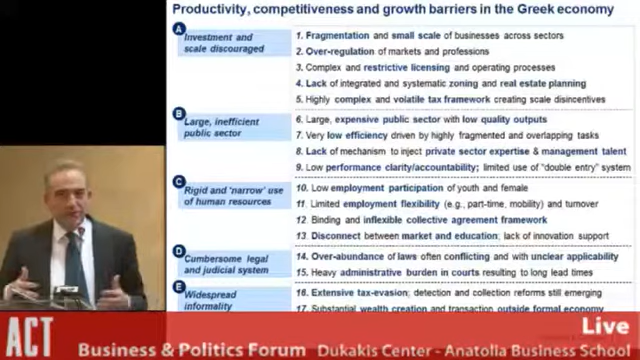 Productivity, competitiveness and growth barriers in the Greek economy
A
Investment and
scale discouraged
1. Fragmentation and small scale of businesses across sectors
2. Over-regulation of markets and professions
3. Complex and restrictive licensing and operating processes
4. Lack of integrated and systematic zoning and real estate planning
5. Highly complex and volatile tax framework creating scale disincentives
B
Large, inefficient
public sector
6. Large, expensive public sector with low quality outputs
7. Very low efficiency driven by highly fragmented and overlapping tasks
8. Lack of mechanism to inject private sector expertise & management talent
9. Low performance clarity/accountability; limited use of "double entry" system
C
Rigid and 'narrow' use
of human resources
10. Low employment participation of youth and female
11. Limited employment flexibility (e.g., part-time, mobility) and turnover
12. Binding and inflexible collective agreement framework
13. Disconnect between market and education; lack of innovation support
D
Cumbersome legal
and judicial system
14. Over-abundance of laws often conflicting and with unclear applicability
15. Heavy administrative burden in courts resulting to long lead times
E
Widespread
informality
16. Extensive tax-evasion; detection and collection reforms still emerging
17. Substantial wealth creation and transaction outside formal economy
Live
ACT
Business & Politics Forum Dukakis Center - Anatolla Business School